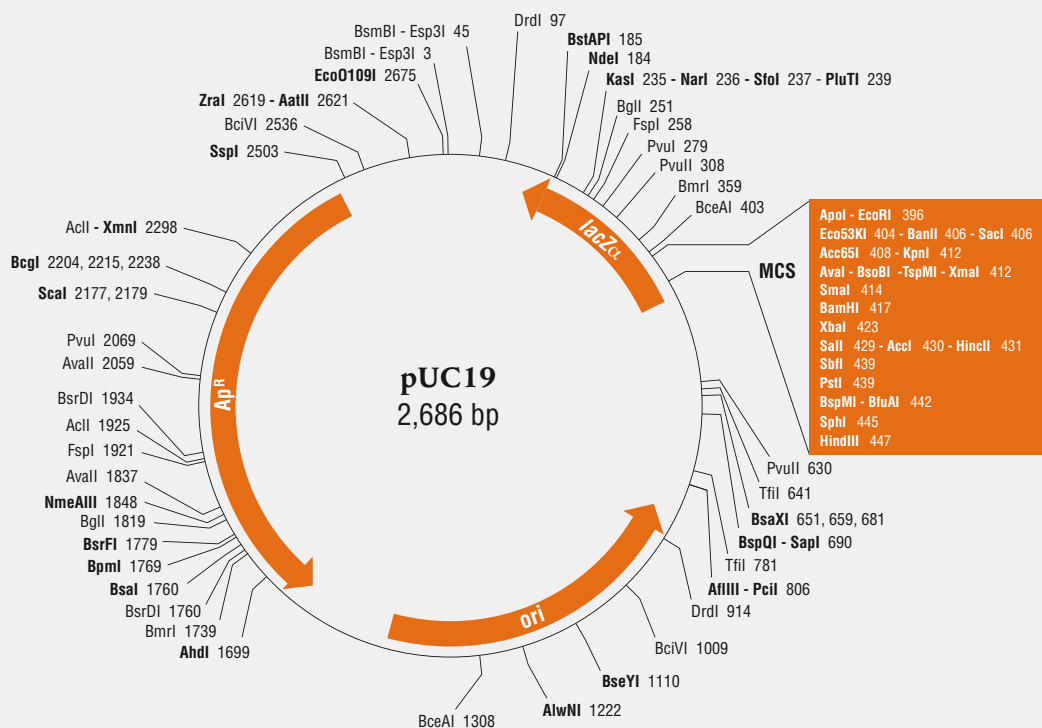 BsmBI - Esp3I 45
BsmBI - Esp3I 3
EcoO109I 2675
ZraI 2619 - AatII 2621
BciVI 2536
SspI 2503
AclI - XmnI 2298
BcgI 2204, 2215, 2238
ScaI 2177, 2179
PvuI 2069
AvaII 2059
BsrDI 1934
AclI 1925
FspI 1921
AvaII 1837
NmeAIII 1848
BglI 1819
BsrFI 1779
BpmI 1769
BsaI 1760
BsrDI 1760
BmrI 1739
AhdI 1699
DrdI 97
BstAPI 185
NdeI 184
KasI 235 - NarI 236 - SfoI 237 - PluTI 239
BglI 251
FspI 258
PvuI 279
PvuII 308
BmrI 359
BceAI 403
MCS
ApoI - EcoRI 396
Eco53KI 404 - BanII 406 - SacI 406
Acc65I 408 - KpnI 412
AvaI - BsoBI -TspMI - XmaI 412
SmaI 414
BamHI 417
XbaI 423
SalI 429 - AccI 430 - HincII 431
SbfI 439
PstI 439
BspMI - BfuAI 442
SphI 445
HindIII 447
PvuII 630
TfiI 641
BsaXI 651, 659, 681
BspQI - SapI 690
TfiI 781
AflIII - PciI 806
DrdI 914
BciVI 1009
BseYI 1110
AlwNI 1222
BceAI 1308
lacZα
ApR
ori
pUC19
2,686 bp